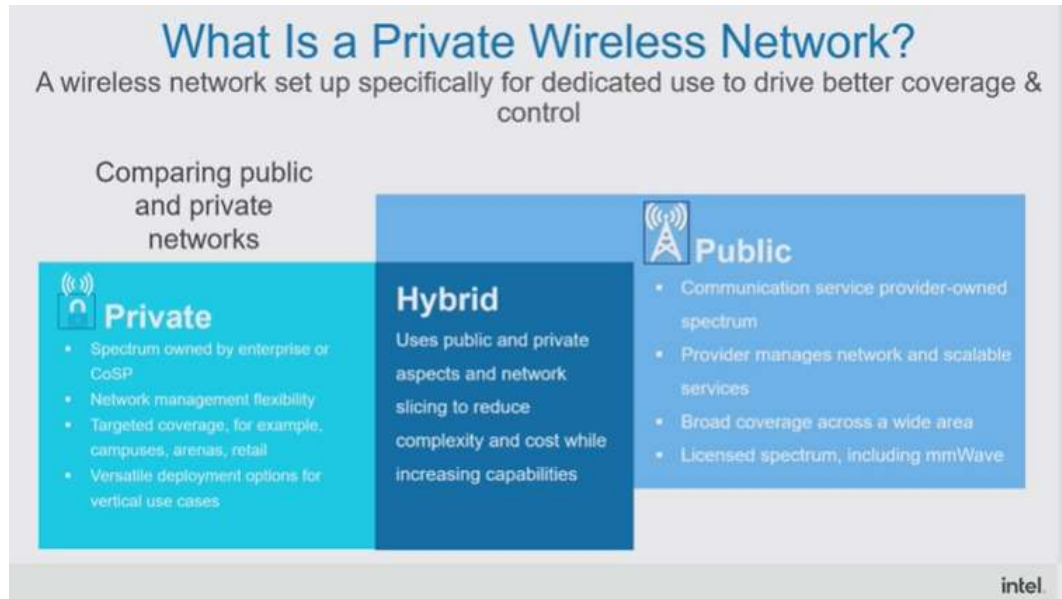 What Is a Private Wireless Network?
A wireless network set up specifically for dedicated use to drive better coverage &
control
Comparing public
and private
networks
Private
▪ Spectrum owned by enterprise or
CoSP
▪ Network management flexibility
▪ Targeted coverage, for example,
campuses, arenas, retail
▪ Versatile deployment options for
vertical use cases
Hybrid
Uses public and private
aspects and network
slicing to reduce
complexity and cost while
increasing capabilities
Public
▪ Communication service provider-owned
spectrum
▪ Provider manages network and scalable
services
▪ Broad coverage across a wide area
▪ Licensed spectrum, including mmWave
intel.